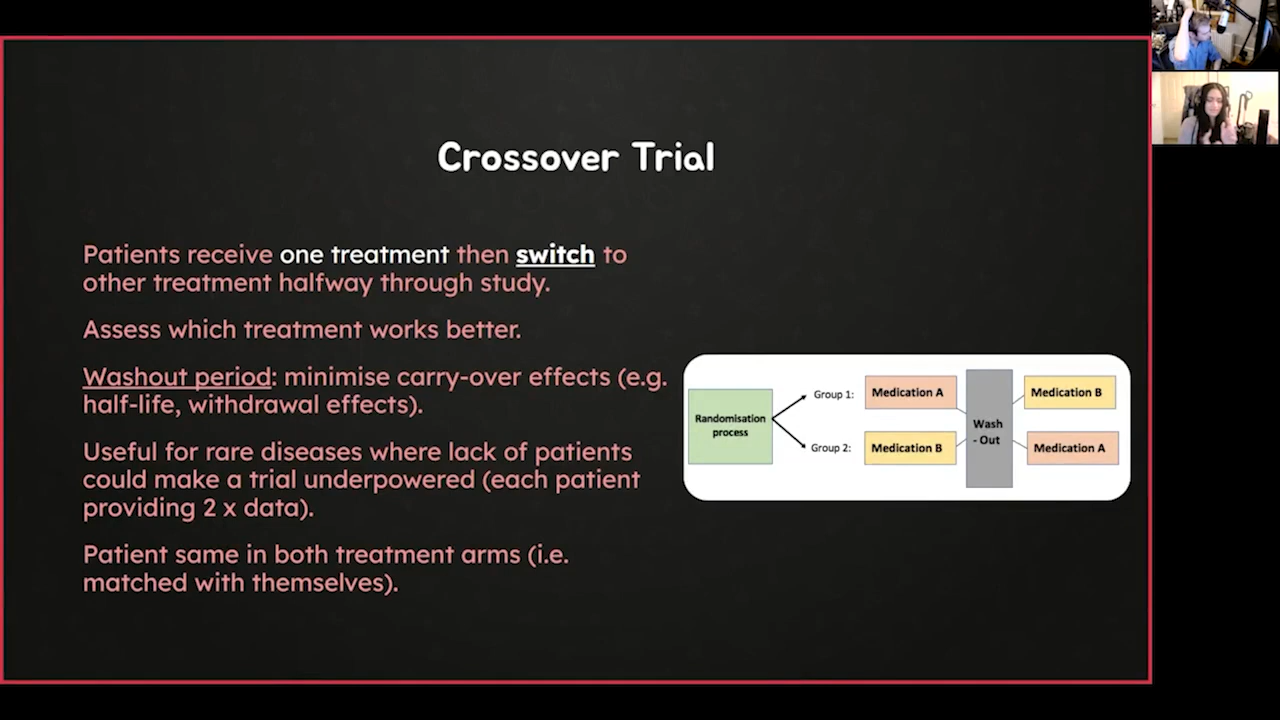 Crossover Trial
Patients receive one treatment then switch to
other treatment halfway through study.
Assess which treatment works better.
Washout period: minimise carry-over effects (e.g.
half-life, withdrawal effects).
Useful for rare diseases where lack of patients
could make a trial underpowered (each patient
providing 2 x data).
Patient same in both treatment arms (i.e.
matched with themselves).
Randomisation
process
Group 1:
Medication A
Group 2:
Medication B
Wash
- Out
Medication B
Medication A